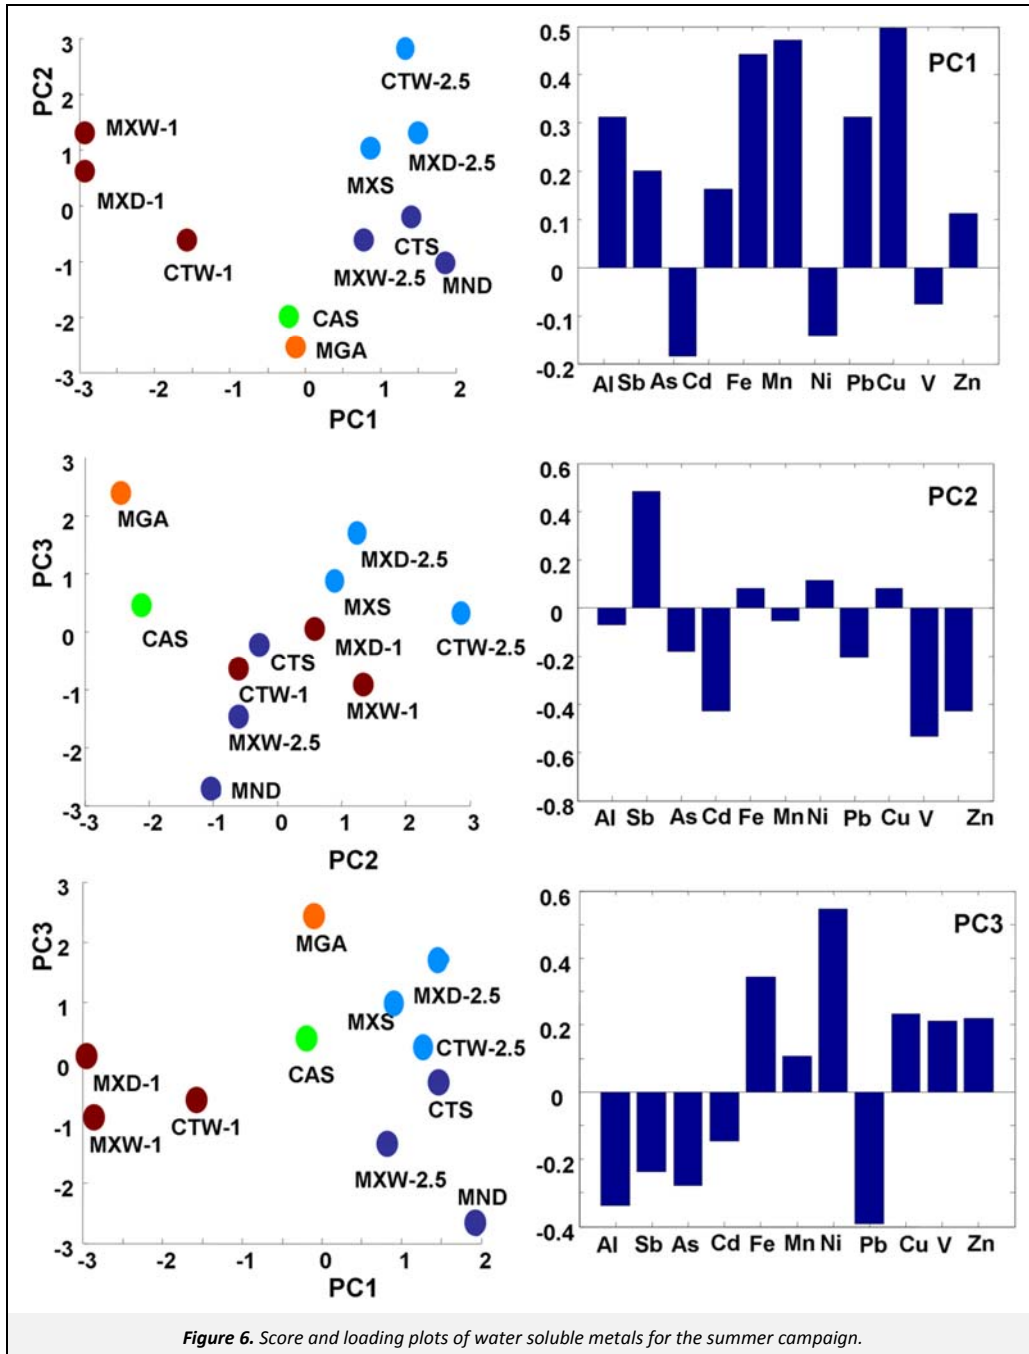 3
2
1
0
-1
-2
-3
PC2
MXW-1
MXD-1
CTW-1
CTW-2.5
MXD-2.5
MXS
CTS
MXW-2.5
MND
CAS
MGA
-3 -2 -1 0 1 2
PC1
0.5
0.4
0.3
0.2
0.1
0
-0.1
-0.2
PC1
Al Sb As Cd Fe Mn Ni Pb Cu V Zn
3
2
1
0
-1
-2
-3
PC3
MGA
MXD-2.5
MXS
CAS
MXD-1
CTW-2.5
CTS
CTW-1
MXW-1
MXW-2.5
MND
-3 -2 -1 0 1 2 3
PC2
0.6
0.4
0.2
0
-0.2
-0.4
-0.6
-0.8
PC2
Al Sb As Cd Fe Mn Ni Pb Cu V Zn
3
2
1
0
-1
-2
-3
PC3
MGA
MXD-2.5
MXS
CTW-2.5
CAS
MXD-1
CTS
CTW-1
MXW-1
MXW-2.5
MND
-3 -2 -1 0 1 2
PC1
0.6
0.4
0.2
0
-0.2
-0.4
PC3
Al Sb As Cd Fe Mn Ni Pb Cu V Zn
Figure 6. Score and loading plots of water soluble metals for the summer campaign.